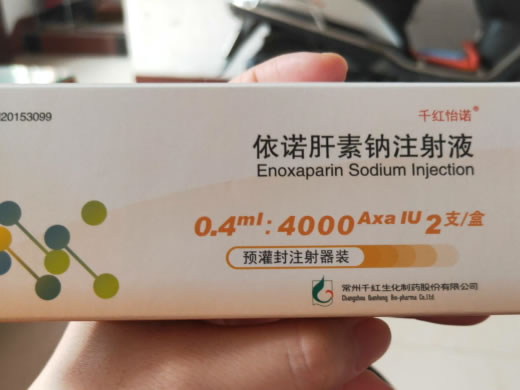 20153099
千红怡诺®
依诺肝素钠注射液
Enoxaparin Sodium Injection
0.4ml:4000AxaIU 2支/盒
预灌封注射器装
常州千红生化制药股份有限公司
Changzhou Qianhong Bio-pharma Co.Ltd